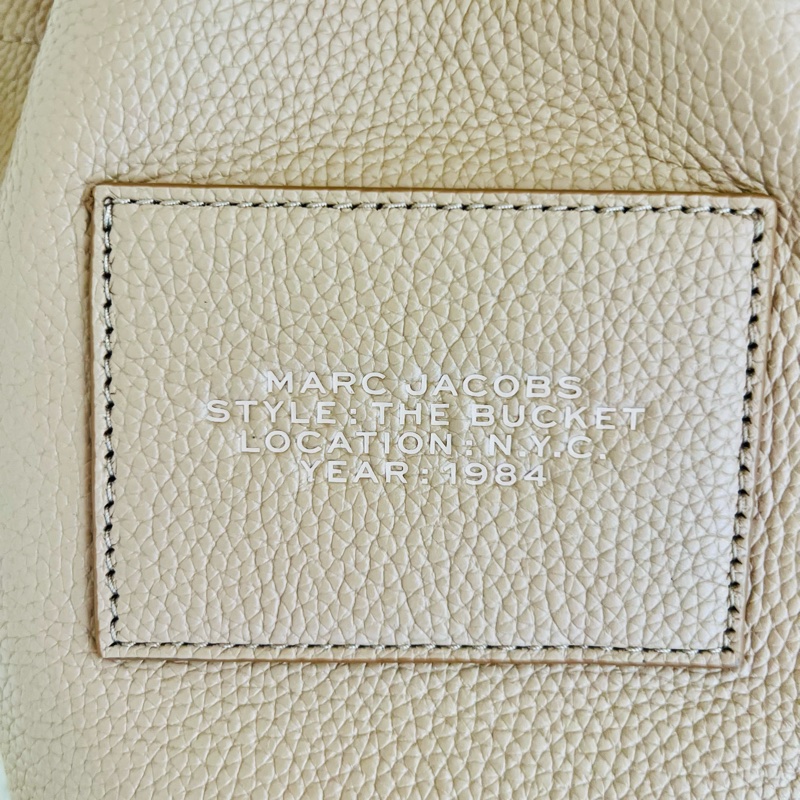 MARC JACOBS
STYLE : THE BUCKET
LOCATION : N.Y.C.
YEAR : 1984